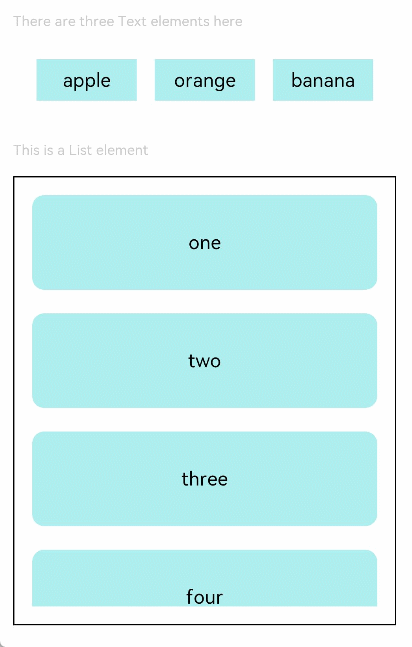 There are three Text elements here
apple orange banana
This is a List element
one
two
three
four